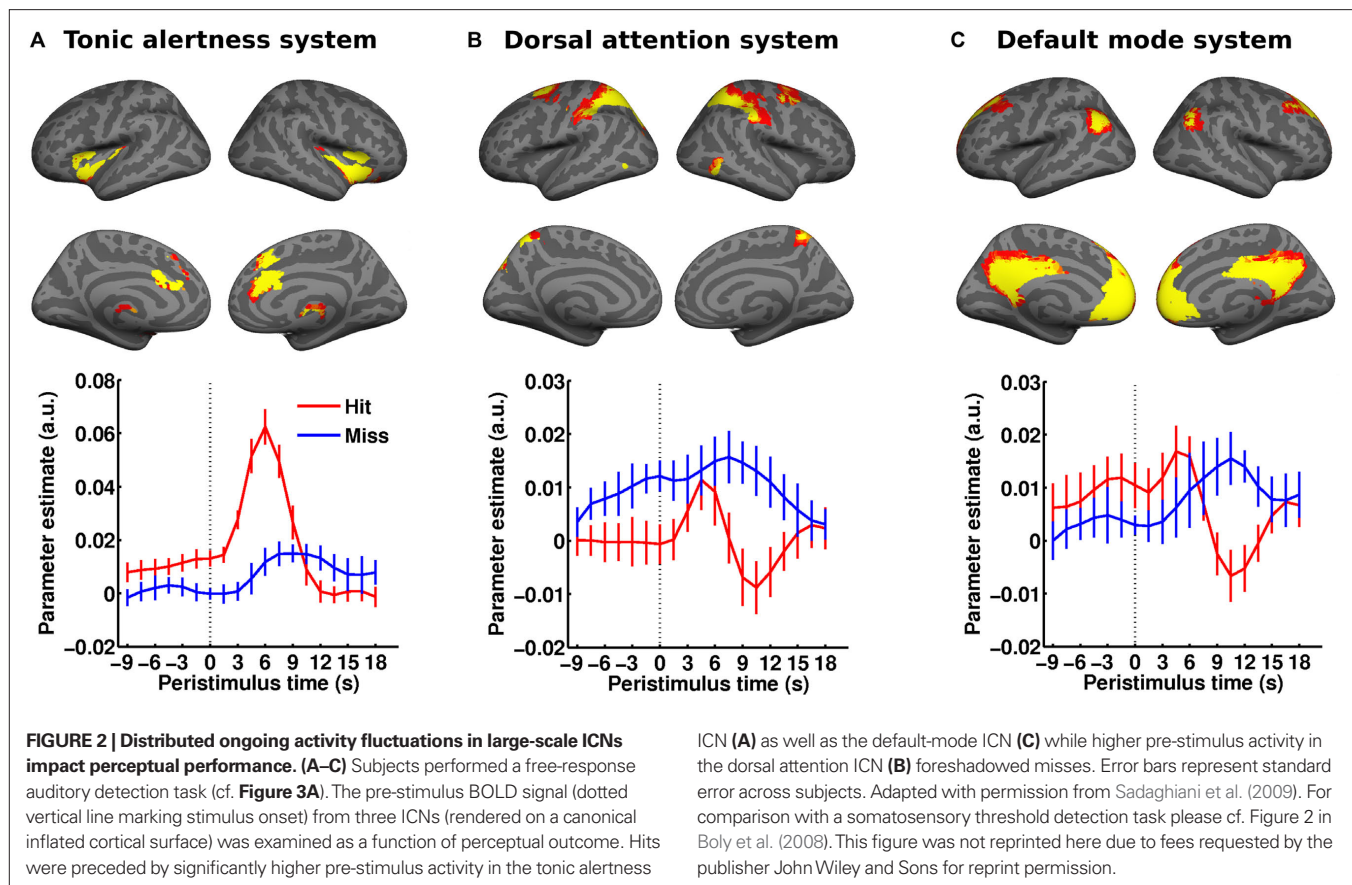 A Tonic alertness system
B Dorsal attention system
C Default mode system
Parameter estimate (a.u.)
0.08
0.06
0.04
0.02
0
−0.02
Hit
Miss
−9 −6 −3 0 3 6 9 12 15 18
Peristimulus time (s)
Parameter estimate (a.u.)
0.03
0.02
0.01
0
−0.01
−0.02
−9 −6 −3 0 3 6 9 12 15 18
Peristimulus time (s)
Parameter estimate (a.u.)
0.03
0.02
0.01
0
−0.01
−0.02
−9 −6 −3 0 3 6 9 12 15 18
Peristimulus time (s)
FIGURE 2 | Distributed ongoing activity fluctuations in large-scale ICNs
impact perceptual performance. (A–C) Subjects performed a free-response
auditory detection task (cf. Figure 3A). The pre-stimulus BOLD signal (dotted
vertical line marking stimulus onset) from three ICNs (rendered on a canonical
inflated cortical surface) was examined as a function of perceptual outcome. Hits
were preceded by significantly higher pre-stimulus activity in the tonic alertness
ICN (A) as well as the default-mode ICN (C) while higher pre-stimulus activity in
the dorsal attention ICN (B) foreshadowed misses. Error bars represent standard
error across subjects. Adapted with permission from Sadaghiani et al. (2009). For
comparison with a somatosensory threshold detection task please cf. Figure 2 in
Boly et al. (2008). This figure was not reprinted here due to fees requested by the
publisher John Wiley and Sons for reprint permission.